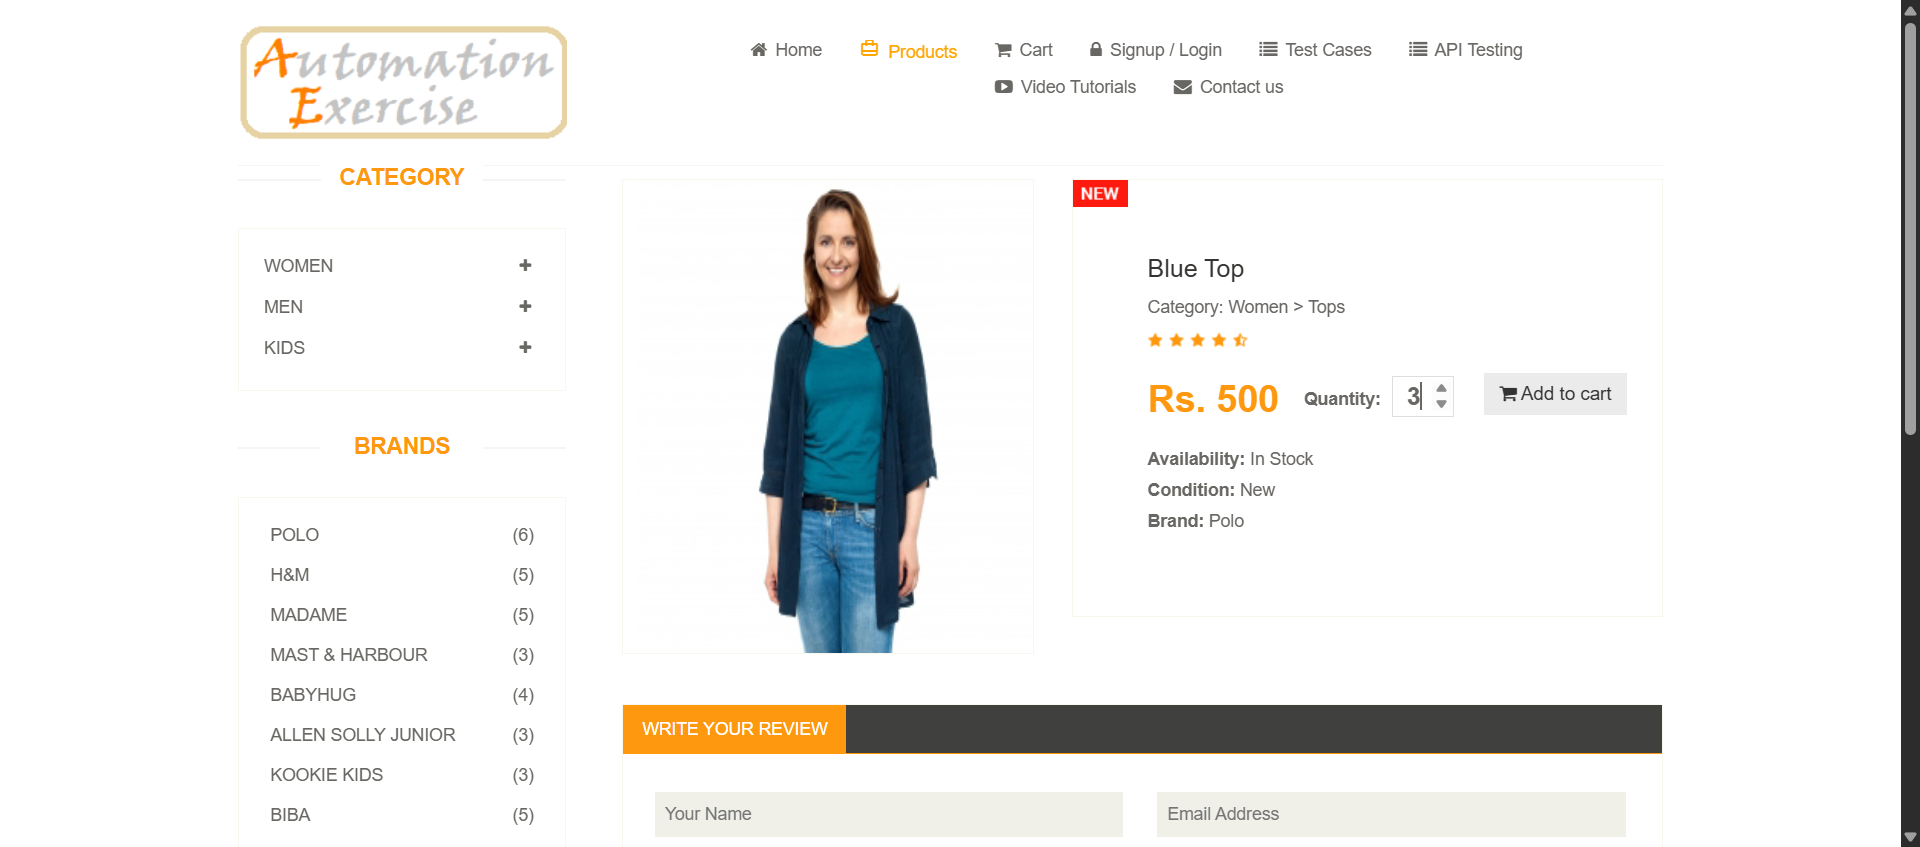 Automation
Exercise
Home
Products
Cart
Signup / Login
Test Cases
API Testing
Video Tutorials
Contact us
CATEGORY
WOMEN
MEN
KIDS
BRANDS
POLO (6)
H&M (5)
MADAME (5)
MAST & HARBOUR (3)
BABYHUG (4)
ALLEN SOLLY JUNIOR (3)
KOOKIE KIDS (3)
BIBA (5)
NEW
Blue Top
Category: Women > Tops
Rs. 500 Quantity: 3 Add to cart
Availability: In Stock
Condition: New
Brand: Polo
WRITE YOUR REVIEW
Your Name
Email Address